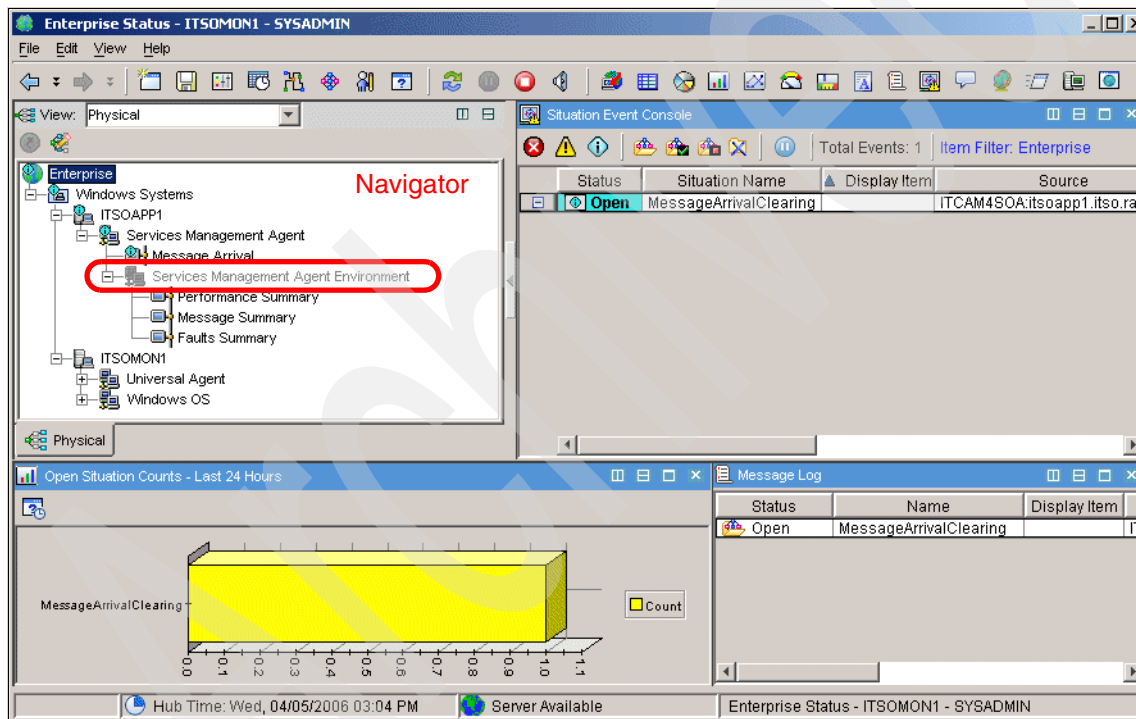 Enterprise Status - ITSOMON1 - SYSADMIN
File Edit View Help
View: Physical
Enterprise
Navigator
Windows Systems
ITSOAPP1
Services Management Agent
Message Arrival
Services Management Agent Environment
Performance Summary
Message Summary
Faults Summary
ITSOMON1
Universal Agent
Windows OS
Physical
Situation Event Console
Total Events: 1 Item Filter: Enterprise
Status Situation Name Display Item Source
Open MessageArrivalClearing ITCAM4SOA:itsoapp1.itso.ra
Open Situation Counts - Last 24 Hours
MessageArrivalClearing
Count
0.0 0.1 0.2 0.3 0.4 0.5 0.6 0.7 0.8 0.9 1.0 1.1
Message Log
Status Name Display Item
Open MessageArrivalClearing
Hub Time: Wed, 04/05/2006 03:04 PM Server Available Enterprise Status - ITSOMON1 - SYSADMIN